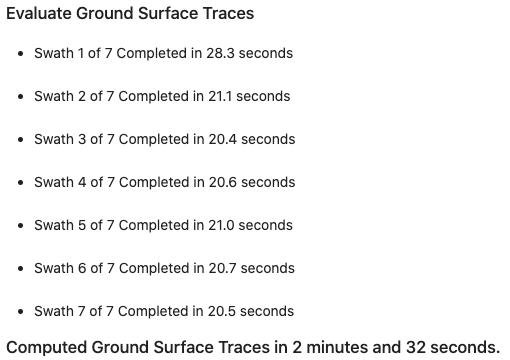 Evaluate Ground Surface Traces
• Swath 1 of 7 Completed in 28.3 seconds
• Swath 2 of 7 Completed in 21.1 seconds
• Swath 3 of 7 Completed in 20.4 seconds
• Swath 4 of 7 Completed in 20.6 seconds
• Swath 5 of 7 Completed in 21.0 seconds
• Swath 6 of 7 Completed in 20.7 seconds
• Swath 7 of 7 Completed in 20.5 seconds
Computed Ground Surface Traces in 2 minutes and 32 seconds.